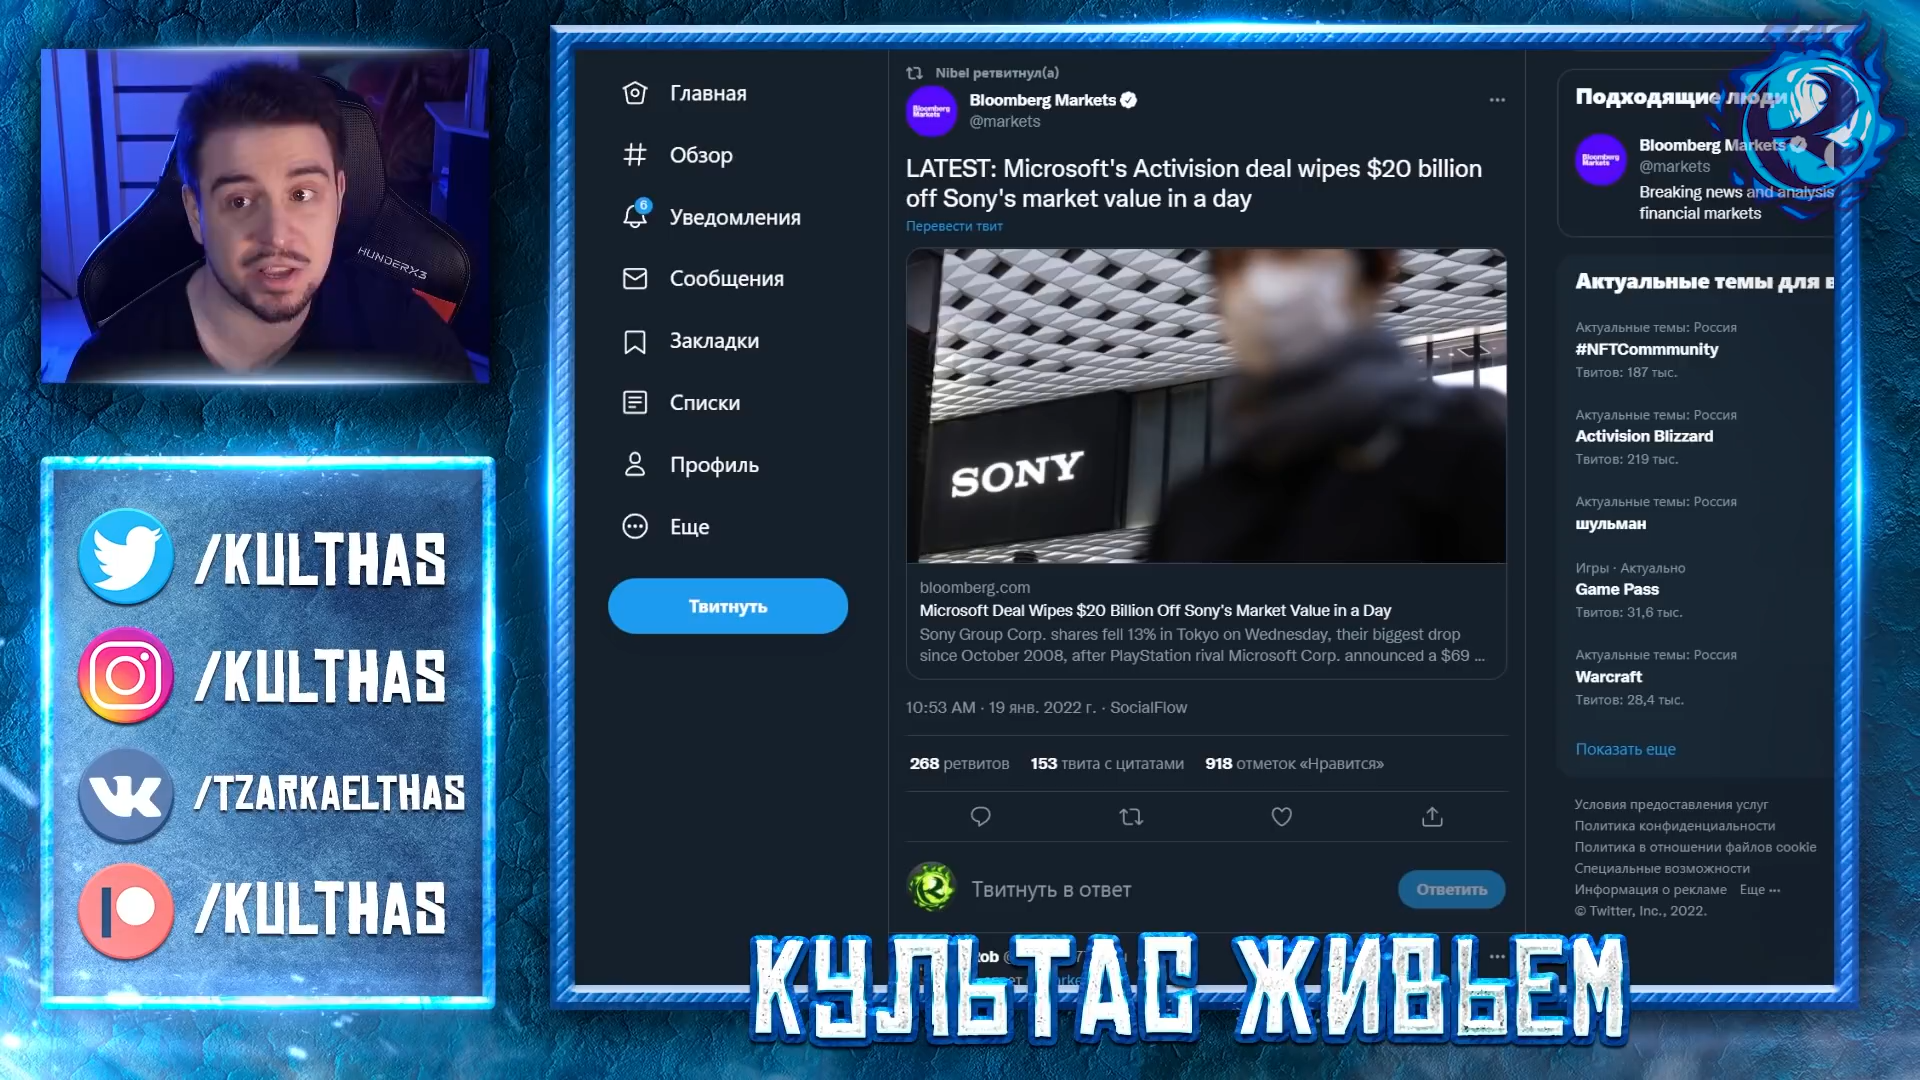 HUNDERX3
/KULTHAS
/KULTHAS
/TZARKAELTHAS
/KULTHAS
Главная
Обзор
6
Уведомления
Сообщения
Закладки
Списки
Профиль
Еще
Твитнуть
Nibel ретвитнул(а)
Bloomberg Markets
Bloomberg Markets
@markets
LATEST: Microsoft's Activision deal wipes $20 billion
off Sony's market value in a day
Перевести твит
SONY
bloomberg.com
Microsoft Deal Wipes $20 Billion Off Sony's Market Value in a Day
Sony Group Corp. shares fell 13% in Tokyo on Wednesday, their biggest drop
since October 2008, after PlayStation rival Microsoft Corp. announced a $69 ...
10:53 AM · 19 янв. 2022 г. · SocialFlow
268 ретвитов 153 твита с цитатами 918 отметок «Нравится»
Твитнуть в ответ
Ответить
КУЛЬТАС ЖИВЬЕМ
Подходящие люди
Bloomberg Markets
Bloomberg Markets
@markets
Breaking news and analysis
financial markets
Актуальные темы для
Актуальные темы: Россия
#NFTCommmunity
Твитов: 187 тыс.
Актуальные темы: Россия
Activision Blizzard
Твитов: 219 тыс.
Актуальные темы: Россия
шульман
Игры · Актуально
Game Pass
Твитов: 31,6 тыс.
Актуальные темы: Россия
Warcraft
Твитов: 28,4 тыс.
Показать еще
Условия предоставления услуг
Политика конфиденциальности
Политика в отношении файлов cookie
Специальные возможности
Информация о рекламе Еще ···
© Twitter, Inc., 2022.